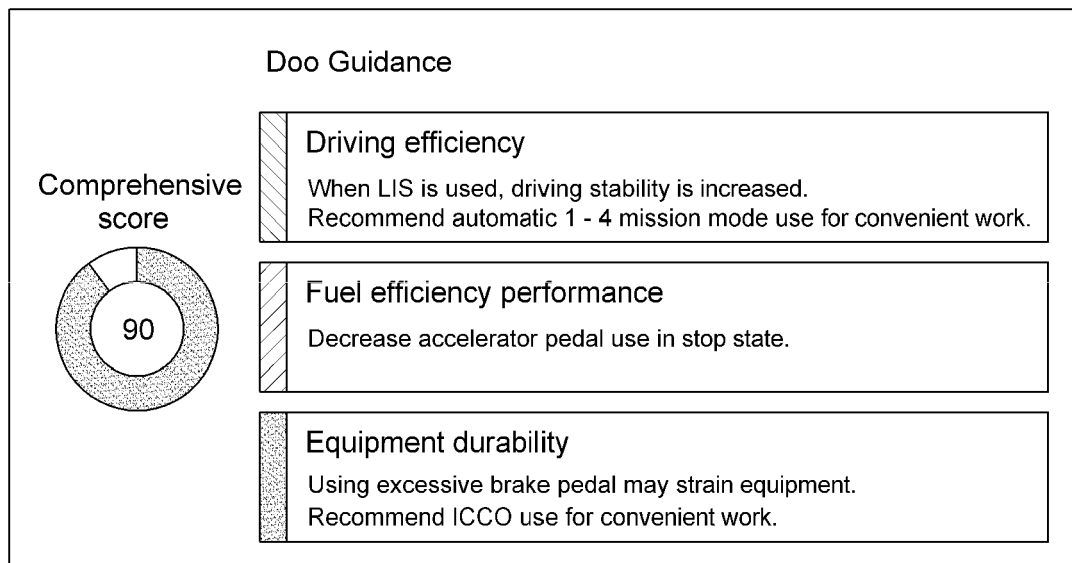 Doo Guidance
Comprehensive
score
90
Driving efficiency
When LIS is used, driving stability is increased.
Recommend automatic 1 - 4 mission mode use for convenient work.
Fuel efficiency performance
Decrease accelerator pedal use in stop state.
Equipment durability
Using excessive brake pedal may strain equipment.
Recommend ICCO use for convenient work.